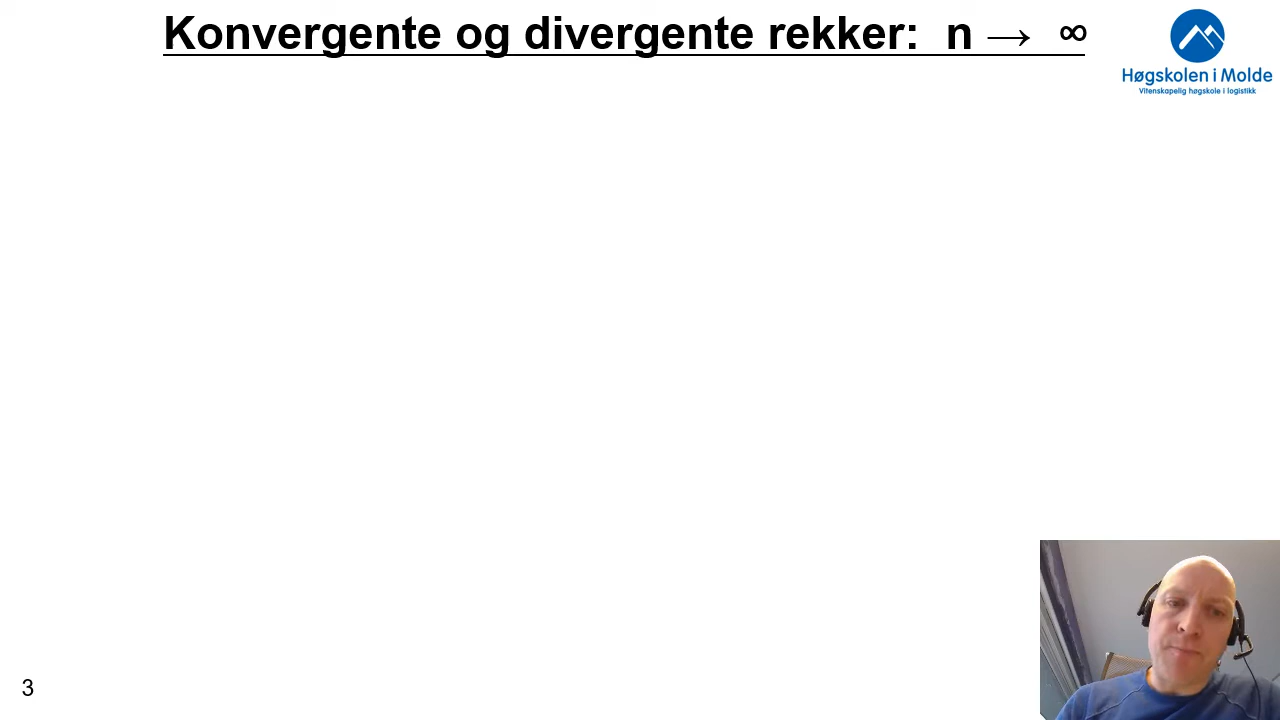 Konvergente og divergente rekker: n → ∞
Høgskolen i Molde
Vitenskapelig høgskole i logistikk
3